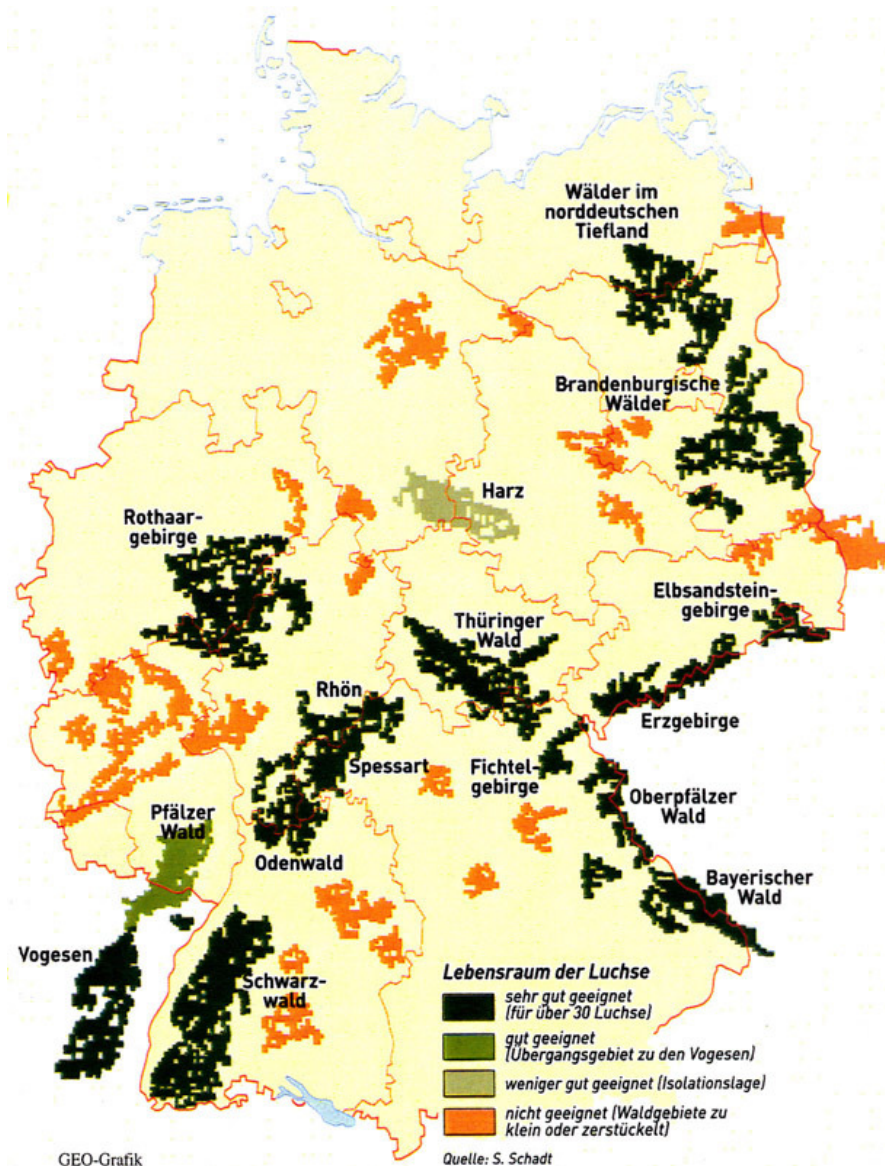 Wälder im
norddeutschen
Tiefland
Brandenburgische
Wälder
Harz
Rothaar-
gebirge
Elbsandstein-
gebirge
Thüringer
Wald
Rhön
Erzgebirge
Spessart
Fichtel-
gebirge
Oberpfälzer
Wald
Pfälzer
Wald
Odenwald
Bayerischer
Wald
Vogesen
Schwarz-
wald
Lebensraum der Luchse
sehr gut geeignet
(für über 30 Luchse)
gut geeignet
(Übergangsgebiet zu den Vogesen)
weniger gut geeignet (Isolationslage)
nicht geeignet (Waldgebiete zu
klein oder zerstückelt)
GEO-Grafik
Quelle: S. Schadt